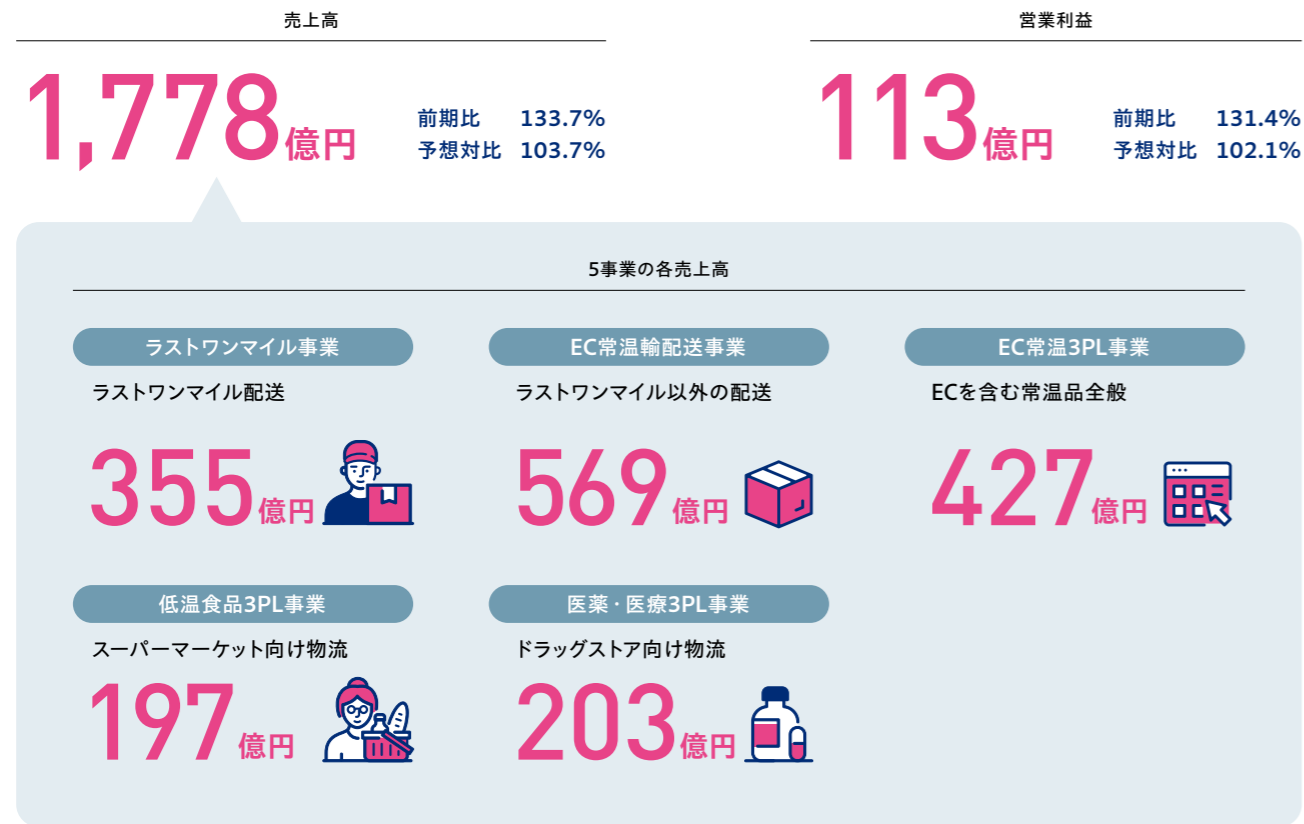 売上高
1,778億円
前期比 133.7%
予想対比 103.7%
営業利益
113億円
前期比 131.4%
予想対比 102.1%
5事業の各売上高
ラストワンマイル事業
ラストワンマイル配送
355億円
EC常温輸配送事業
ラストワンマイル以外の配送
569億円
EC常温3PL事業
ECを含む常温品全般
427億円
低温食品3PL事業
スーパーマーケット向け物流
197億円
医薬・医療3PL事業
ドラッグストア向け物流
203億円